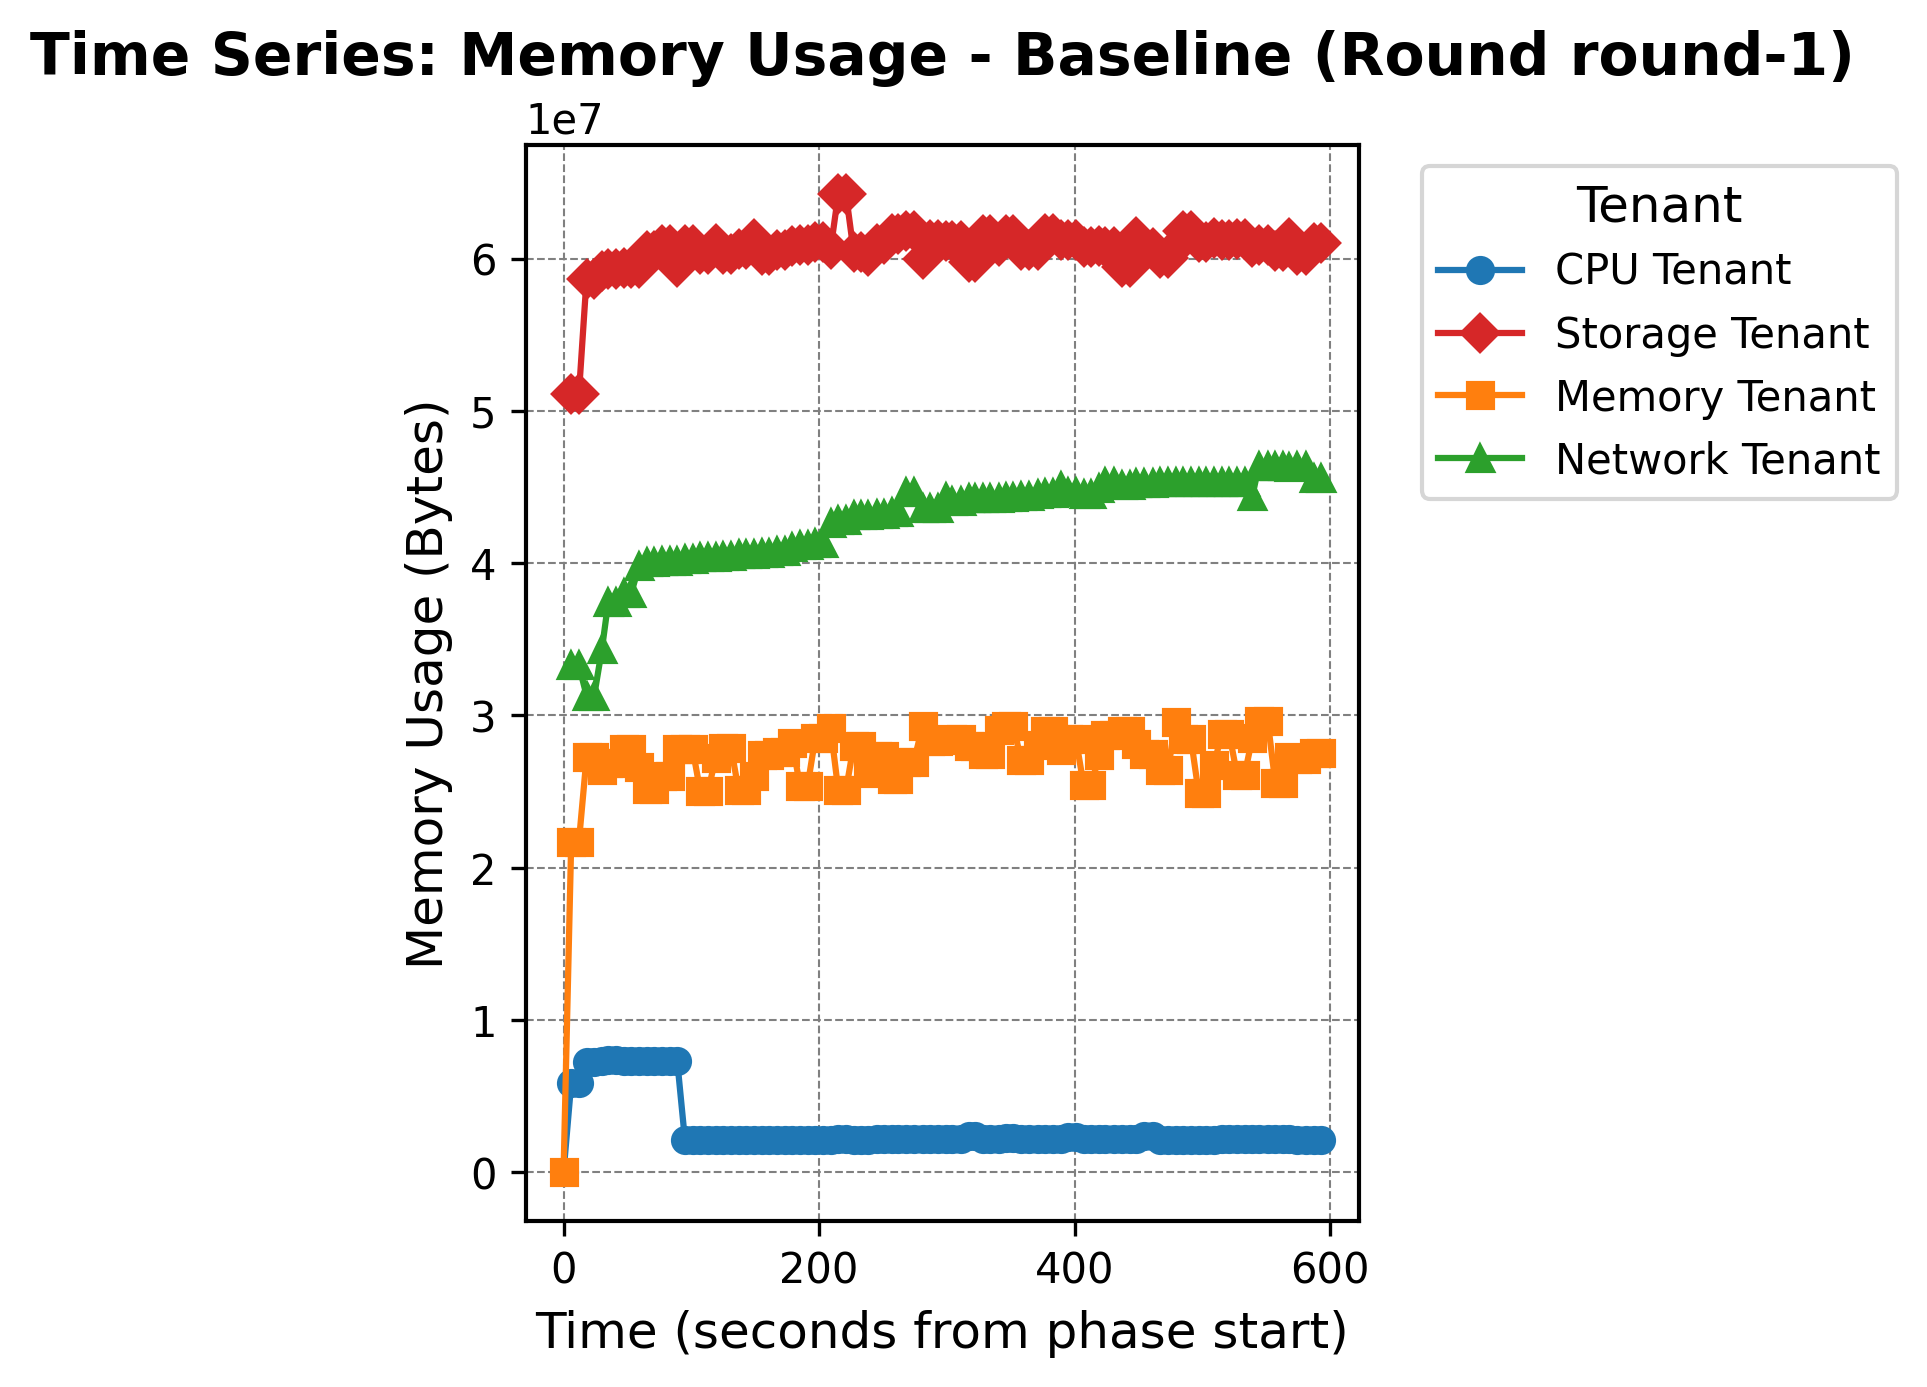 Time Series: Memory Usage - Baseline (Round round-1)
1e7
6
5
4
3
2
1
0
Memory Usage (Bytes)
0 200 400 600
Time (seconds from phase start)
Tenant
CPU Tenant
Storage Tenant
Memory Tenant
Network Tenant